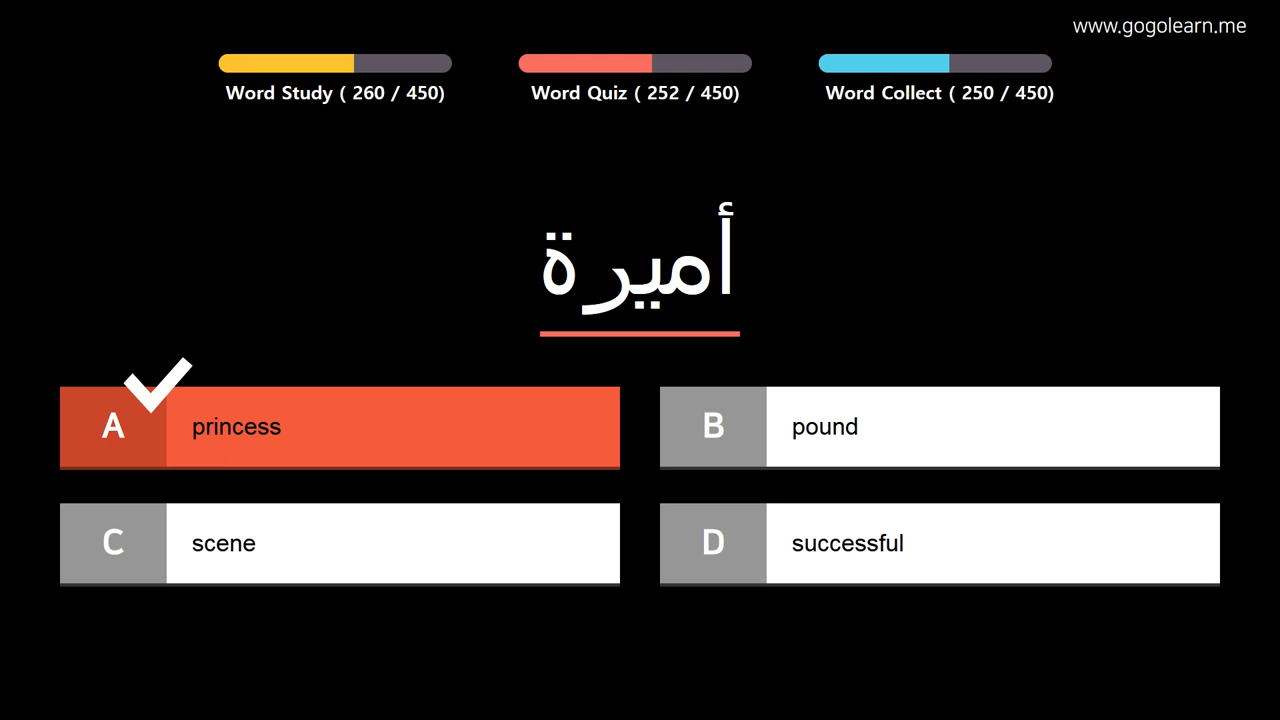 www.gogolearn.me
Word Study ( 260 / 450)
Word Quiz ( 252 / 450)
Word Collect ( 250 / 450)
أميرة
A princess
B pound
C scene
D successful